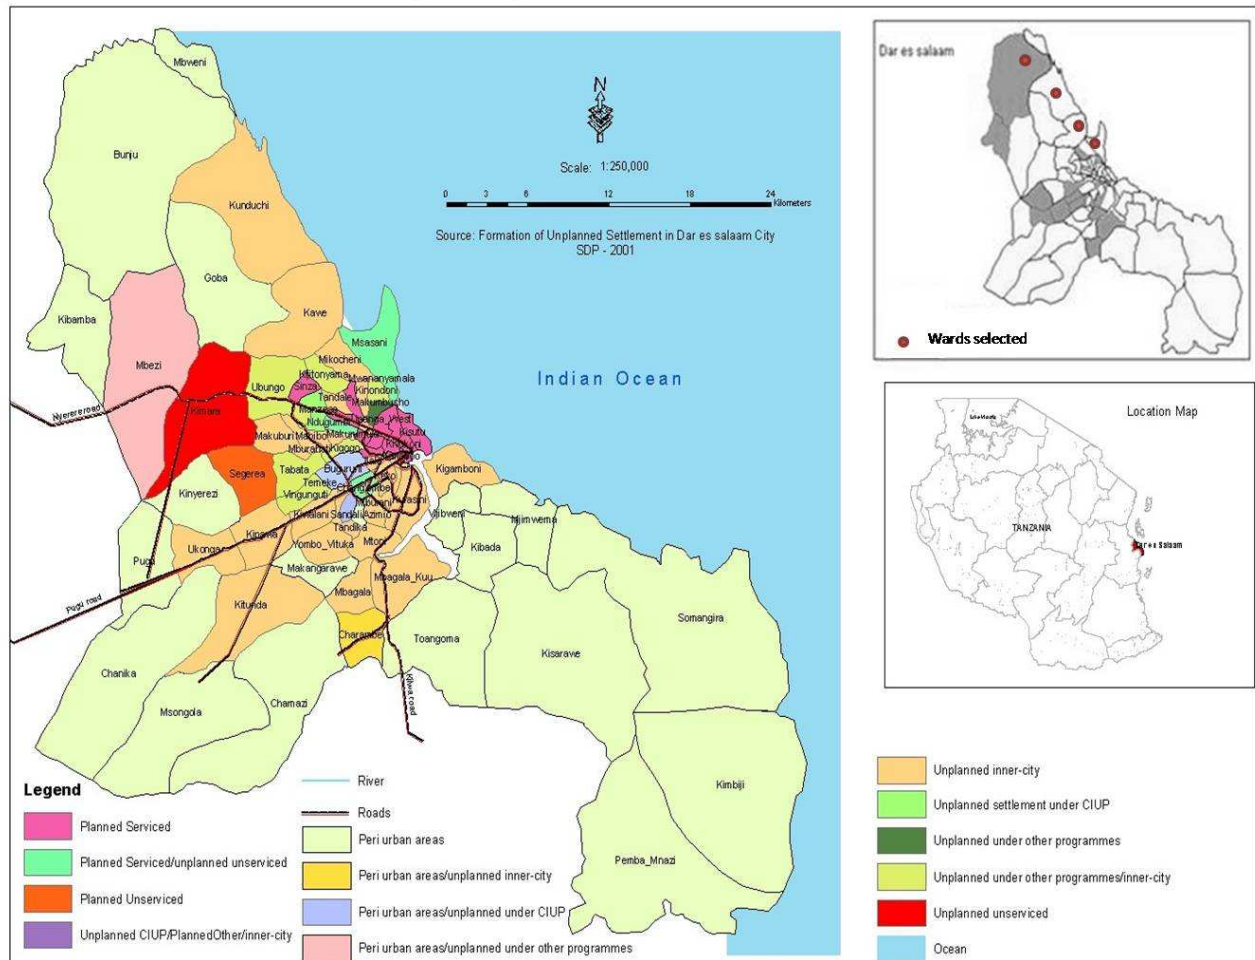 Mbweni
Bunju
Kunduchi
Goba
Kawe
Kibamba
Mbezi
Msasani
Mikocheni
Mwananyamala
Kinondoni
Makumbusho
Sinza
Tandale
Manzese
Ndugumbi
Ubungo
Nyerere road
Kimara
Makuburi
Mabibo
Mburahati
Kigogo
Kisutu
Segerea
Tabata
Buguruni
Temeke
Vingunguti
Kigamboni
Kinyerezi
Kiwalani
Sandali
Azimio
Tandika
Vijibweni
Mjimwema
Kibada
Pugu
Ukonga
Kipawa
Yombo_Vituka
Mtoni
Makangarawe
Mbagala_Kuu
Mbagala
Pugu road
Kitunda
Charambe
Toangoma
Kisarawe
Somangira
Chanika
Msongola
Chamazi
Kilwa road
Kimbiji
Pemba_Mnazi
N
Scale: 1:250,000
0 3 6 12 18 24
Kilometers
Source: Formation of Unplanned Settlement in Dar es salaam City
SDP - 2001
Indian Ocean
Dar es salaam
Wards selected
Location Map
TANZANIA
Dar es Salaam
Legend
Planned Serviced
Planned Serviced/unplanned unserviced
Planned Unserviced
Unplanned CIUP/PlannedOther/inner-city
River
Roads
Peri urban areas
Peri urban areas/unplanned inner-city
Peri urban areas/unplanned under CIUP
Peri urban areas/unplanned under other programmes
Unplanned inner-city
Unplanned settlement under CIUP
Unplanned under other programmes
Unplanned under other programmes/inner-city
Unplanned unserviced
Ocean